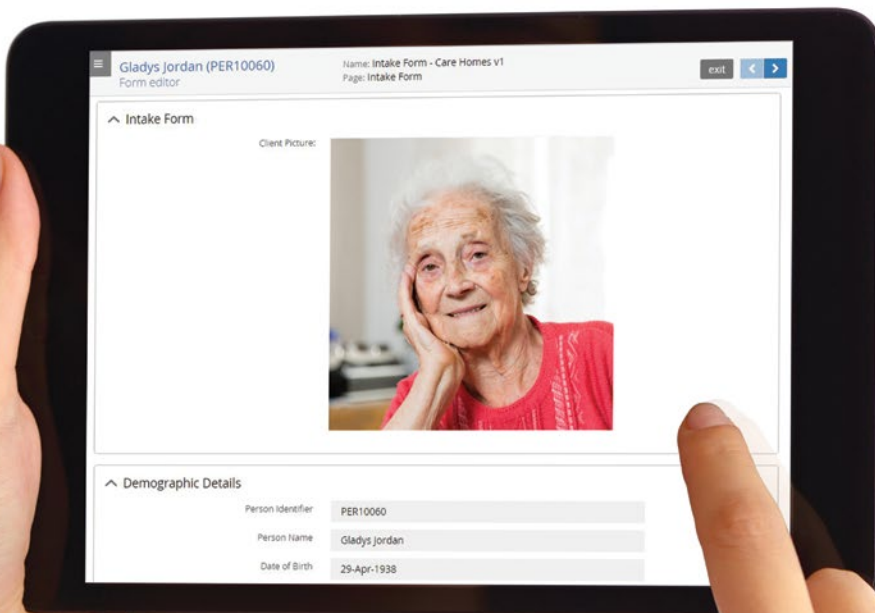 Gladys Jordan (PER10060)
Form editor
Name: Intake Form - Care Homes v1
Page: Intake Form
exit
Intake Form
Client Picture:
Demographic Details
Person Identifier
PER10060
Person Name
Gladys Jordan
Date of Birth
29-Apr-1938